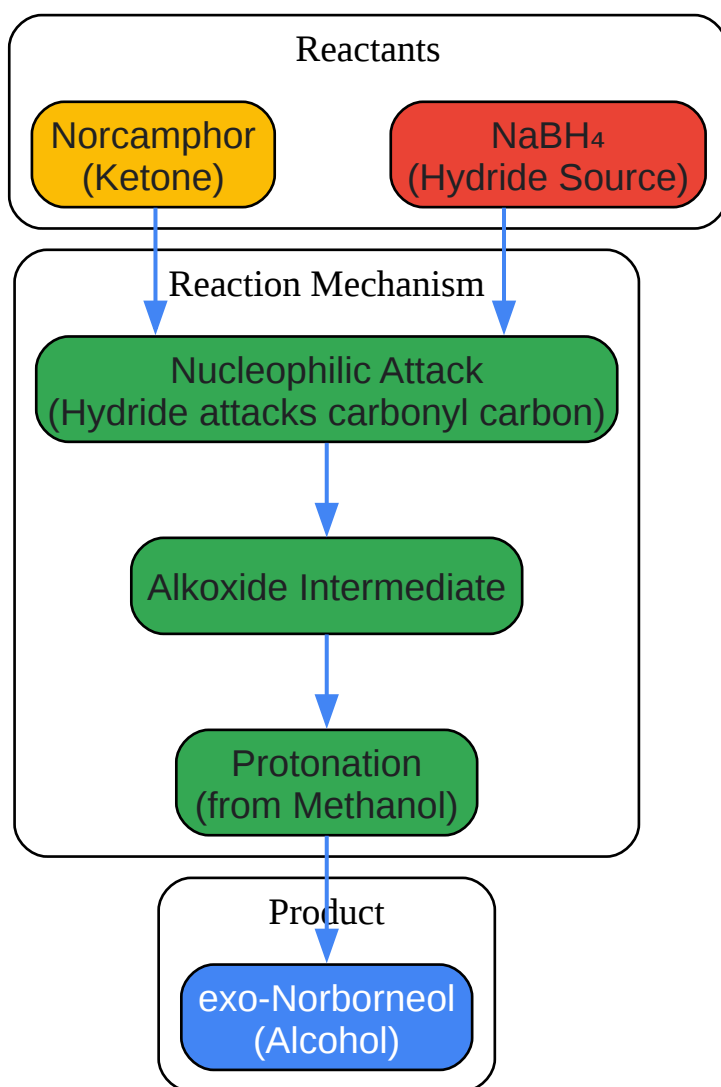 Reactants
Norcamphor
(Ketone)
NaBH₄
(Hydride Source)
Reaction Mechanism
Nucleophilic Attack
(Hydride attacks carbonyl carbon)
Alkoxide Intermediate
Protonation
(from Methanol)
Product
exo-Norborneol
(Alcohol)